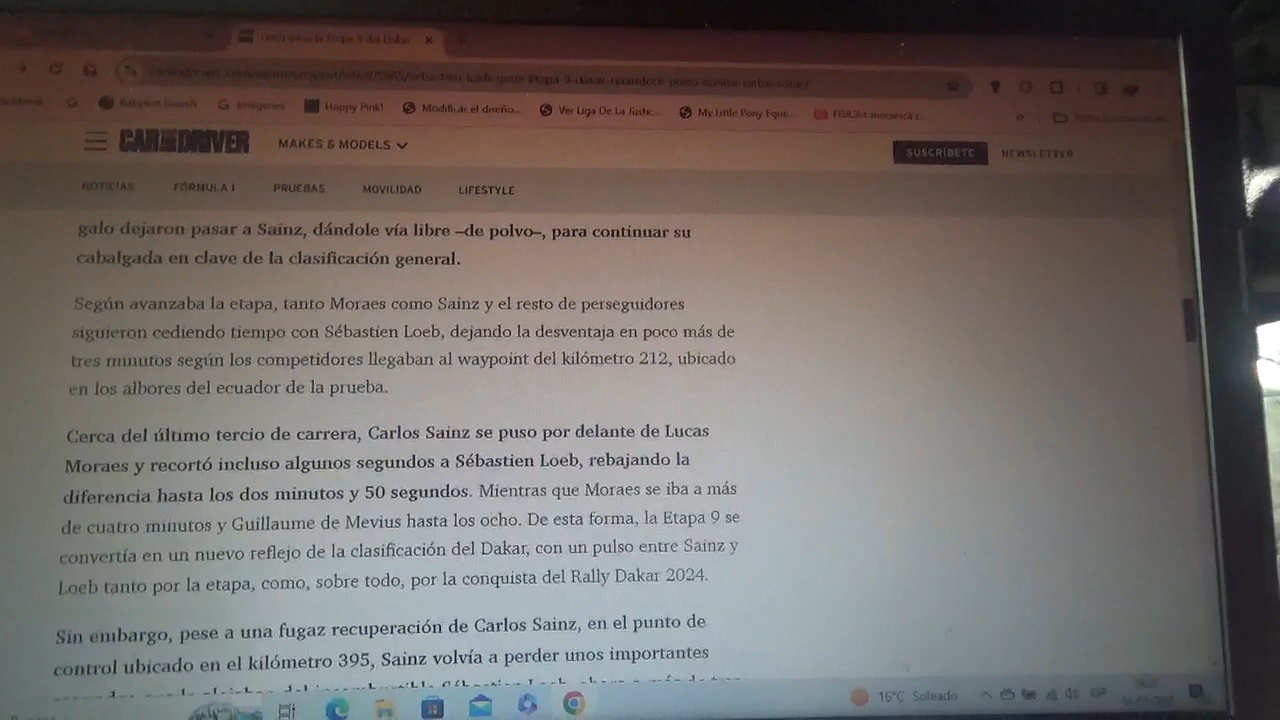 Loeb gana la Etapa 9 del Dakar
Happy Pink!
Modificar el diseño...
Ver Liga De La Justic...
My Little Pony Eque...
CAR DRIVER
MAKES & MODELS
SUSCRÍBETE
NEWSLETTER
NOTICIAS
FÓRMULA 1
PRUEBAS
MOVILIDAD
LIFESTYLE
galo dejaron pasar a Sainz, dándole vía libre –de polvo–, para continuar su
cabalgada en clave de la clasificación general.
Según avanzaba la etapa, tanto Moraes como Sainz y el resto de perseguidores
siguieron cediendo tiempo con Sébastien Loeb, dejando la desventaja en poco más de
tres minutos según los competidores llegaban al waypoint del kilómetro 212, ubicado
en los albores del ecuador de la prueba.
Cerca del último tercio de carrera, Carlos Sainz se puso por delante de Lucas
Moraes y recortó incluso algunos segundos a Sébastien Loeb, rebajando la
diferencia hasta los dos minutos y 50 segundos. Mientras que Moraes se iba a más
de cuatro minutos y Guillaume de Mevius hasta los ocho. De esta forma, la Etapa 9 se
convertía en un nuevo reflejo de la clasificación del Dakar, con un pulso entre Sainz y
Loeb tanto por la etapa, como, sobre todo, por la conquista del Rally Dakar 2024.
Sin embargo, pese a una fugaz recuperación de Carlos Sainz, en el punto de
control ubicado en el kilómetro 395, Sainz volvía a perder unos importantes
16°C Soleado
ESP